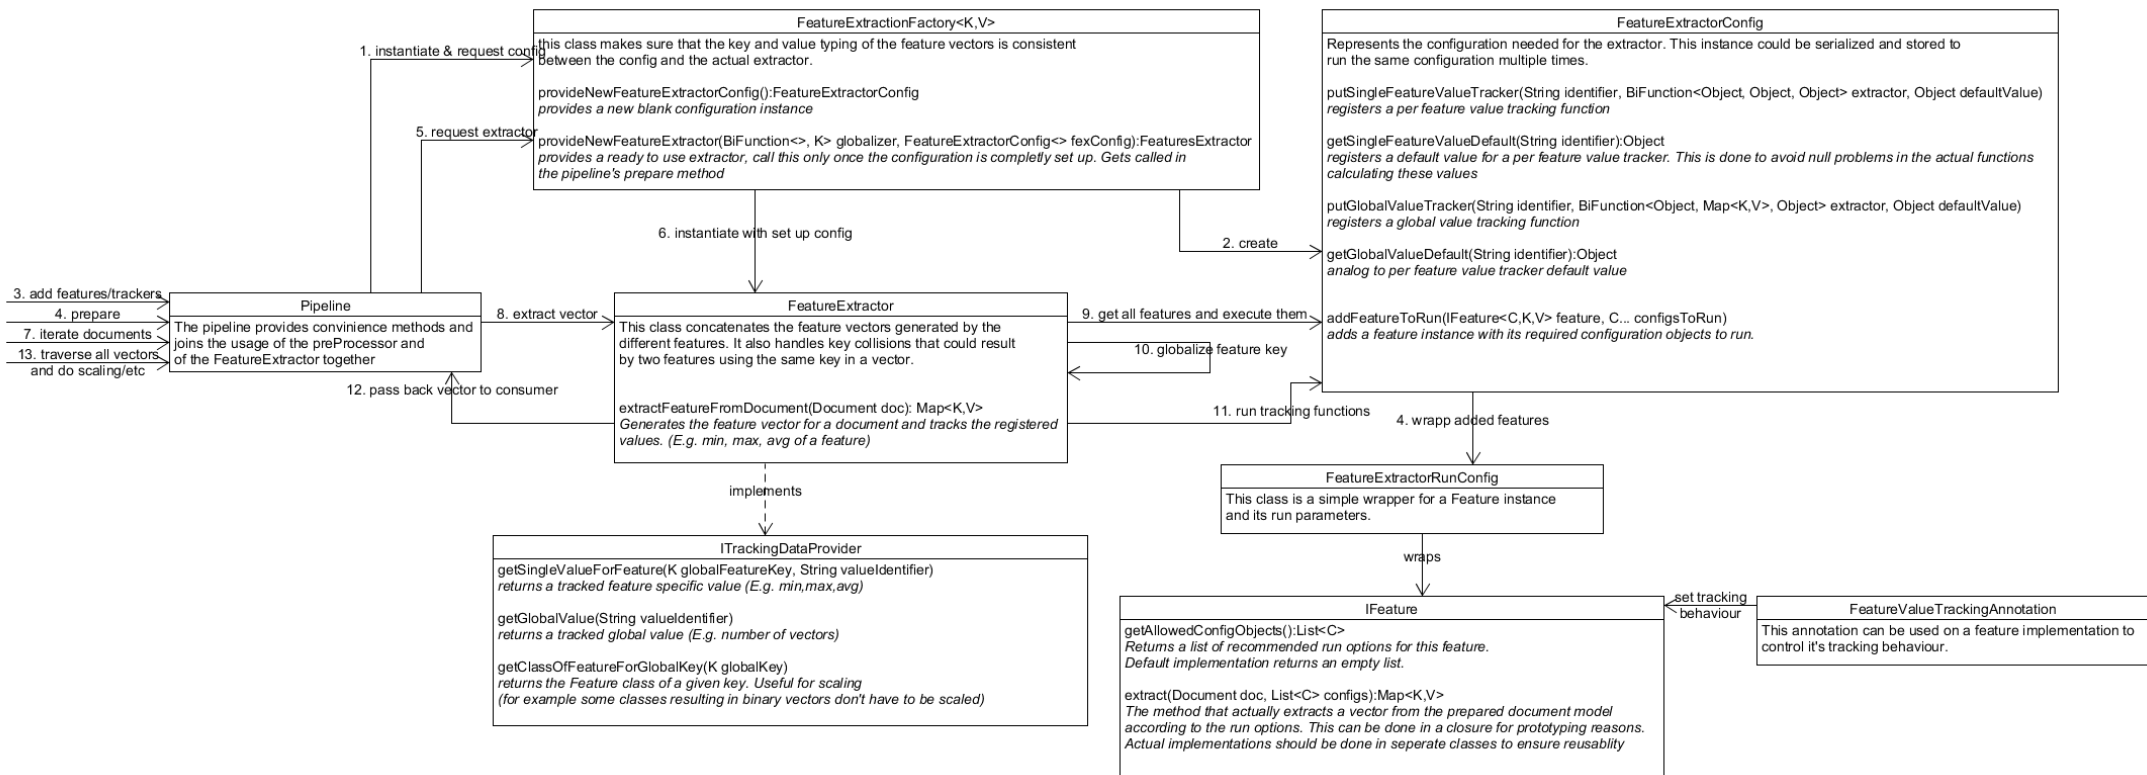 FeatureExtractionFactory<K,V>
this class makes sure that the key and value typing of the feature vectors is consistent
between the config and the actual extractor.
provideNewFeatureExtractorConfig():FeatureExtractorConfig
provides a new blank configuration instance
provideNewFeatureExtractor(BiFunction<>, K> globalizer, FeatureExtractorConfig<> fexConfig):FeaturesExtractor
provides a ready to use extractor, call this only once the configuration is completly set up. Gets called in
the pipeline's prepare method
FeatureExtractorConfig
Represents the configuration needed for the extractor. This instance could be serialized and stored to
run the same configuration multiple times.
putSingleFeatureValueTracker(String identifier, BiFunction<Object, Object, Object> extractor, Object defaultValue)
registers a per feature value tracking function
getSingleFeatureValueDefault(String identifier):Object
registers a default value for a per feature value tracker. This is done to avoid null problems in the actual functions
calculating these values
putGlobalValueTracker(String identifier, BiFunction<Object, Map<K,V>, Object> extractor, Object defaultValue)
registers a global value tracking function
getGlobalValueDefault(String identifier):Object
analog to per feature value tracker default value
addFeatureToRun(IFeature<C,K,V> feature, C... configsToRun)
adds a feature instance with its required configuration objects to run.
1. instantiate & request config
5. request extractor
6. instantiate with set up config
2. create
3. add features/trackers
4. prepare
7. iterate documents
13. traverse all vectors
and do scaling/etc
Pipeline
The pipeline provides convinience methods and
joins the usage of the preProcessor and
of the FeatureExtractor together
8. extract vector
12. pass back vector to consumer
FeatureExtractor
This class concatenates the feature vectors generated by the
different features. It also handles key collisions that could result
by two features using the same key in a vector.
extractFeatureFromDocument(Document doc): Map<K,V>
Generates the feature vector for a document and tracks the registered
values. (E.g. min, max, avg of a feature)
9. get all features and execute them
10. globalize feature key
11. run tracking functions
4. wrapp added features
implements
FeatureExtractorRunConfig
This class is a simple wrapper for a Feature instance
and its run parameters.
wraps
ITrackingDataProvider
getSingleValueForFeature(K globalFeatureKey, String valueIdentifier)
returns a tracked feature specific value (E.g. min,max,avg)
getGlobalValue(String valueIdentifier)
returns a tracked global value (E.g. number of vectors)
getClassOfFeatureForGlobalKey(K globalKey)
returns the Feature class of a given key. Useful for scaling
(for example some classes resulting in binary vectors don't have to be scaled)
IFeature
getAllowedConfigObjects():List<C>
Returns a list of recommended run options for this feature.
Default implementation returns an empty list.
extract(Document doc, List<C> configs):Map<K,V>
The method that actually extracts a vector from the prepared document model
according to the run options. This can be done in a closure for prototyping reasons.
Actual implementations should be done in seperate classes to ensure reusablity
set tracking
behaviour
FeatureValueTrackingAnnotation
This annotation can be used on a feature implementation to
control it's tracking behaviour.